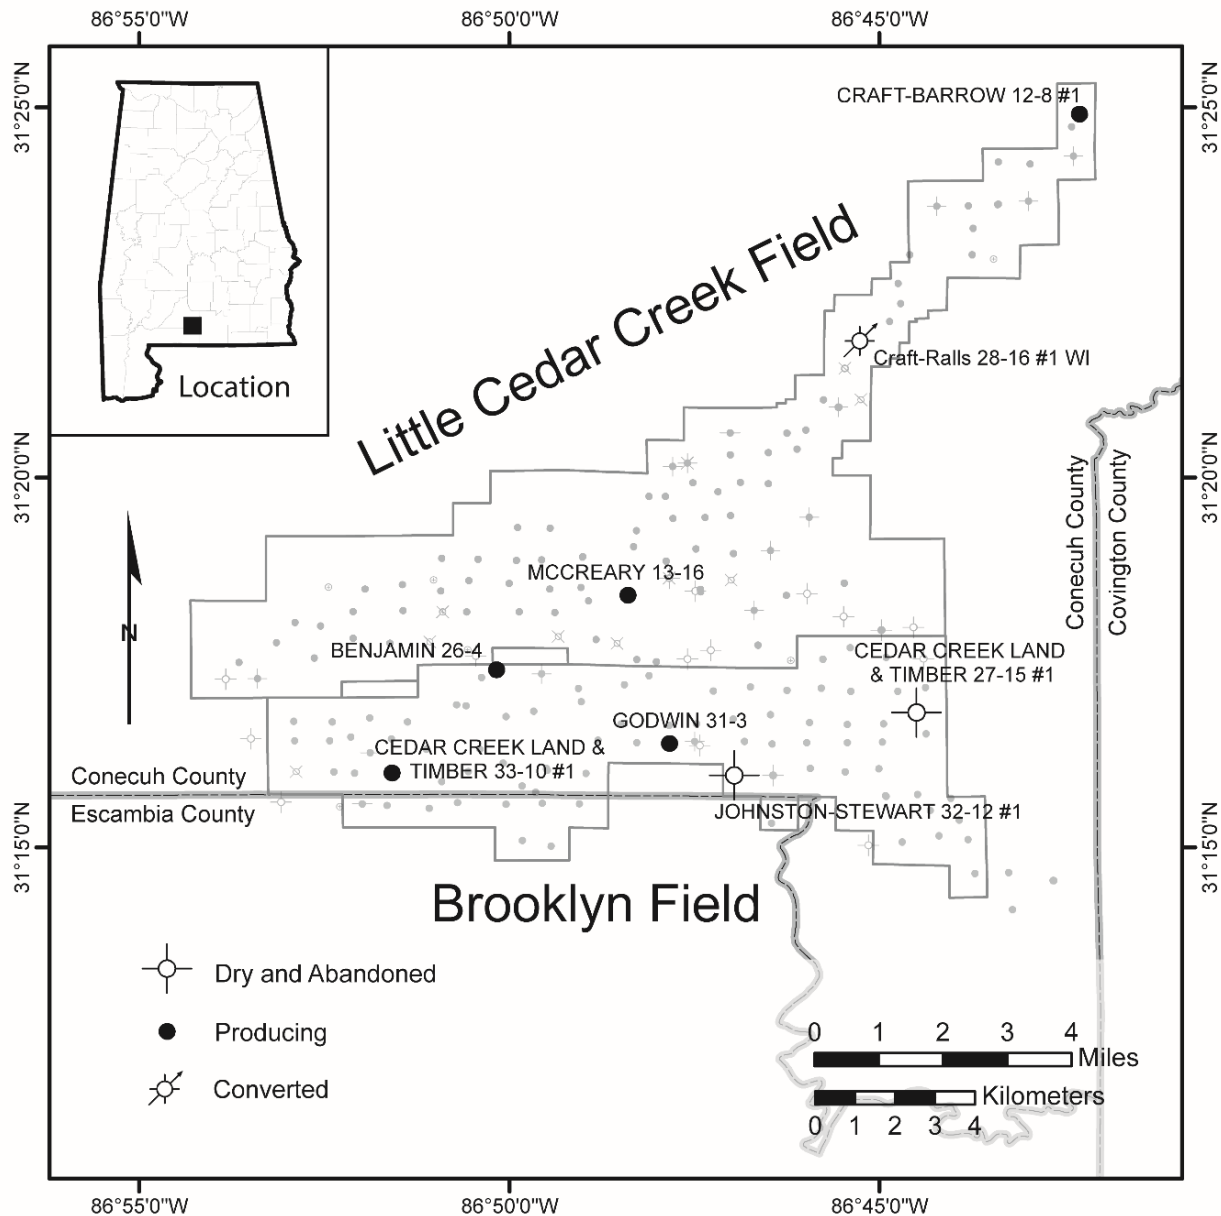 86°55'0"W
86°50'0"W
86°45'0"W
31°25'0"N
31°25'0"N
CRAFT-BARROW 12-8 #1
Location
Little Cedar Creek Field
Craft-Ralls 28-16 #1 WI
31°20'0"N
31°20'0"N
Conecuh County
Covington County
MCCREARY 13-16
N
BENJAMIN 26-4
CEDAR CREEK LAND
& TIMBER 27-15 #1
GODWIN 31-3
CEDAR CREEK LAND &
TIMBER 33-10 #1
Conecuh County
Escambia County
JOHNSTON-STEWART 32-12 #1
31°15'0"N
31°15'0"N
Brooklyn Field
Dry and Abandoned
Producing
Converted
0 1 2 3 4
Miles
Kilometers
0 1 2 3 4
86°55'0"W
86°50'0"W
86°45'0"W